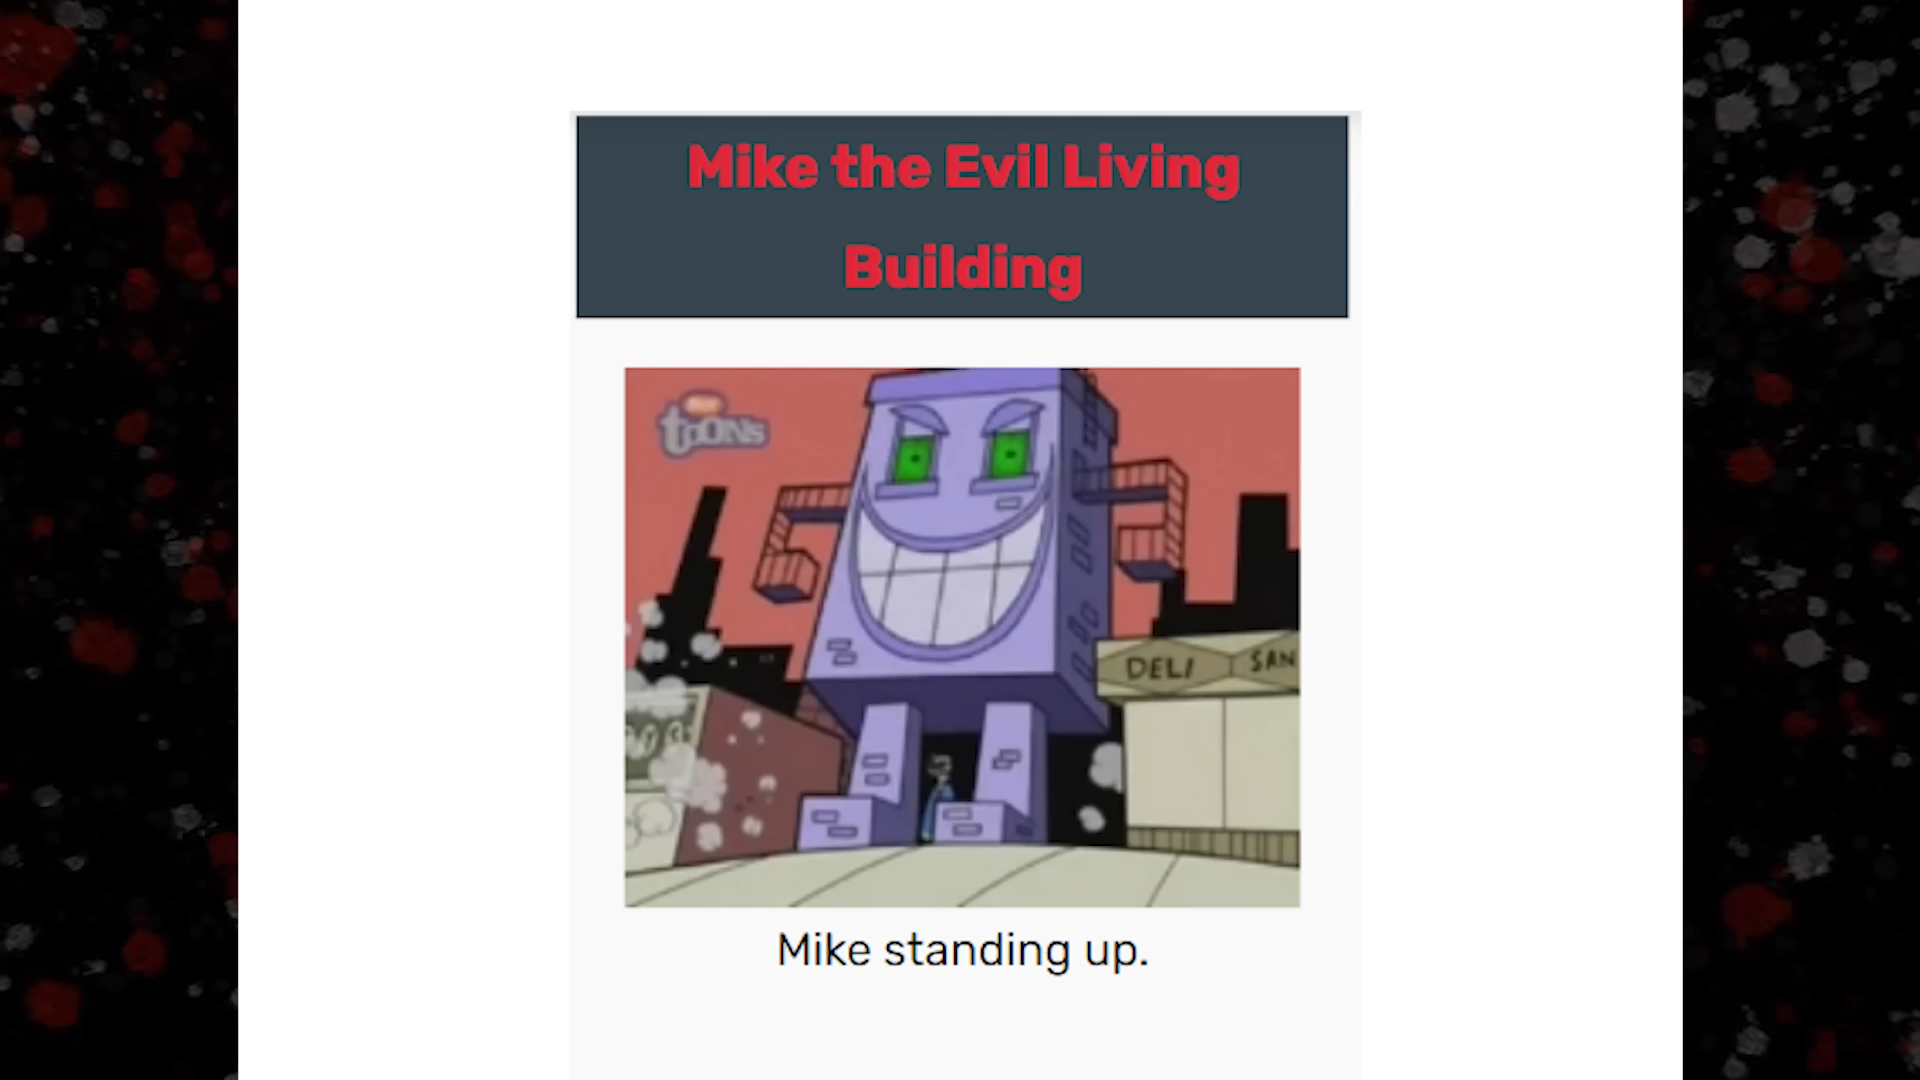 Mike the Evil Living
Building
toons
DELI
SAN
Mike standing up.